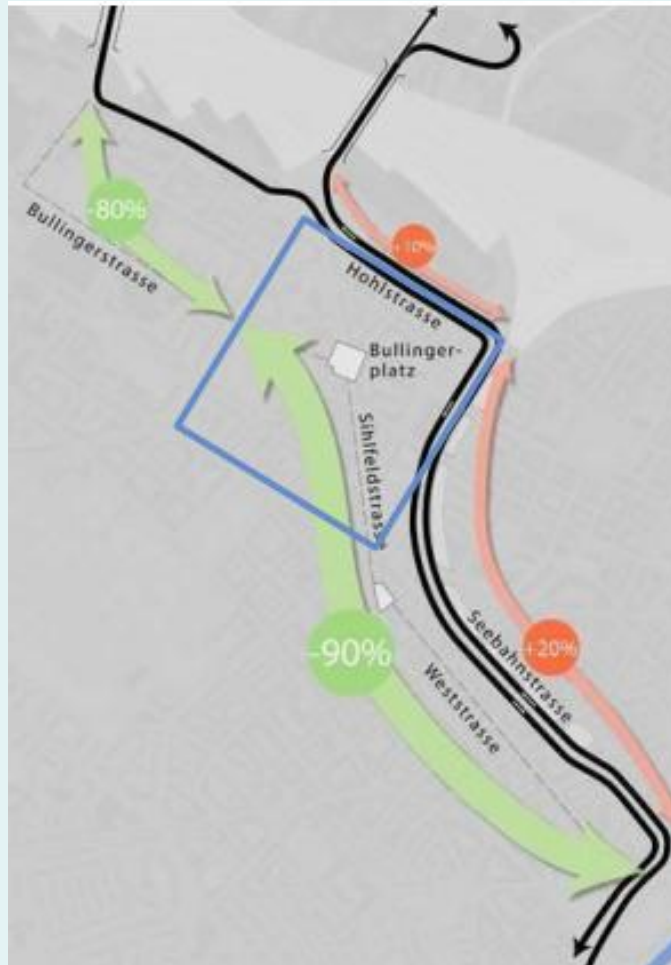 -80%
Bullingerstrasse
+10%
Hohlstrasse
Bullinger-
platz
Sihlfeldstrasse
-90%
Weststrasse
Seebahnstrasse
+20%